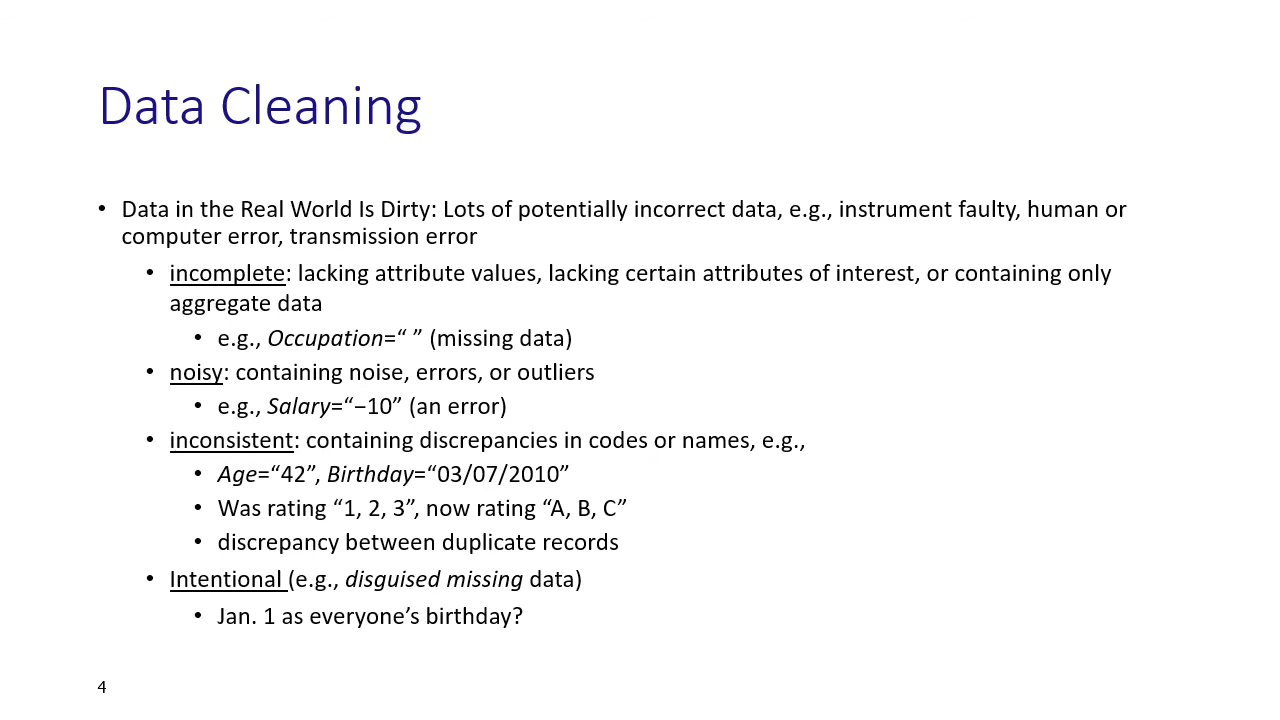 Data Cleaning
• Data in the Real World Is Dirty: Lots of potentially incorrect data, e.g., instrument faulty, human or
computer error, transmission error
• incomplete: lacking attribute values, lacking certain attributes of interest, or containing only
aggregate data
• e.g., Occupation=“ ” (missing data)
• noisy: containing noise, errors, or outliers
• e.g., Salary=“−10” (an error)
• inconsistent: containing discrepancies in codes or names, e.g.,
• Age=“42”, Birthday=“03/07/2010”
• Was rating “1, 2, 3”, now rating “A, B, C”
• discrepancy between duplicate records
• Intentional (e.g., disguised missing data)
• Jan. 1 as everyone’s birthday?
4